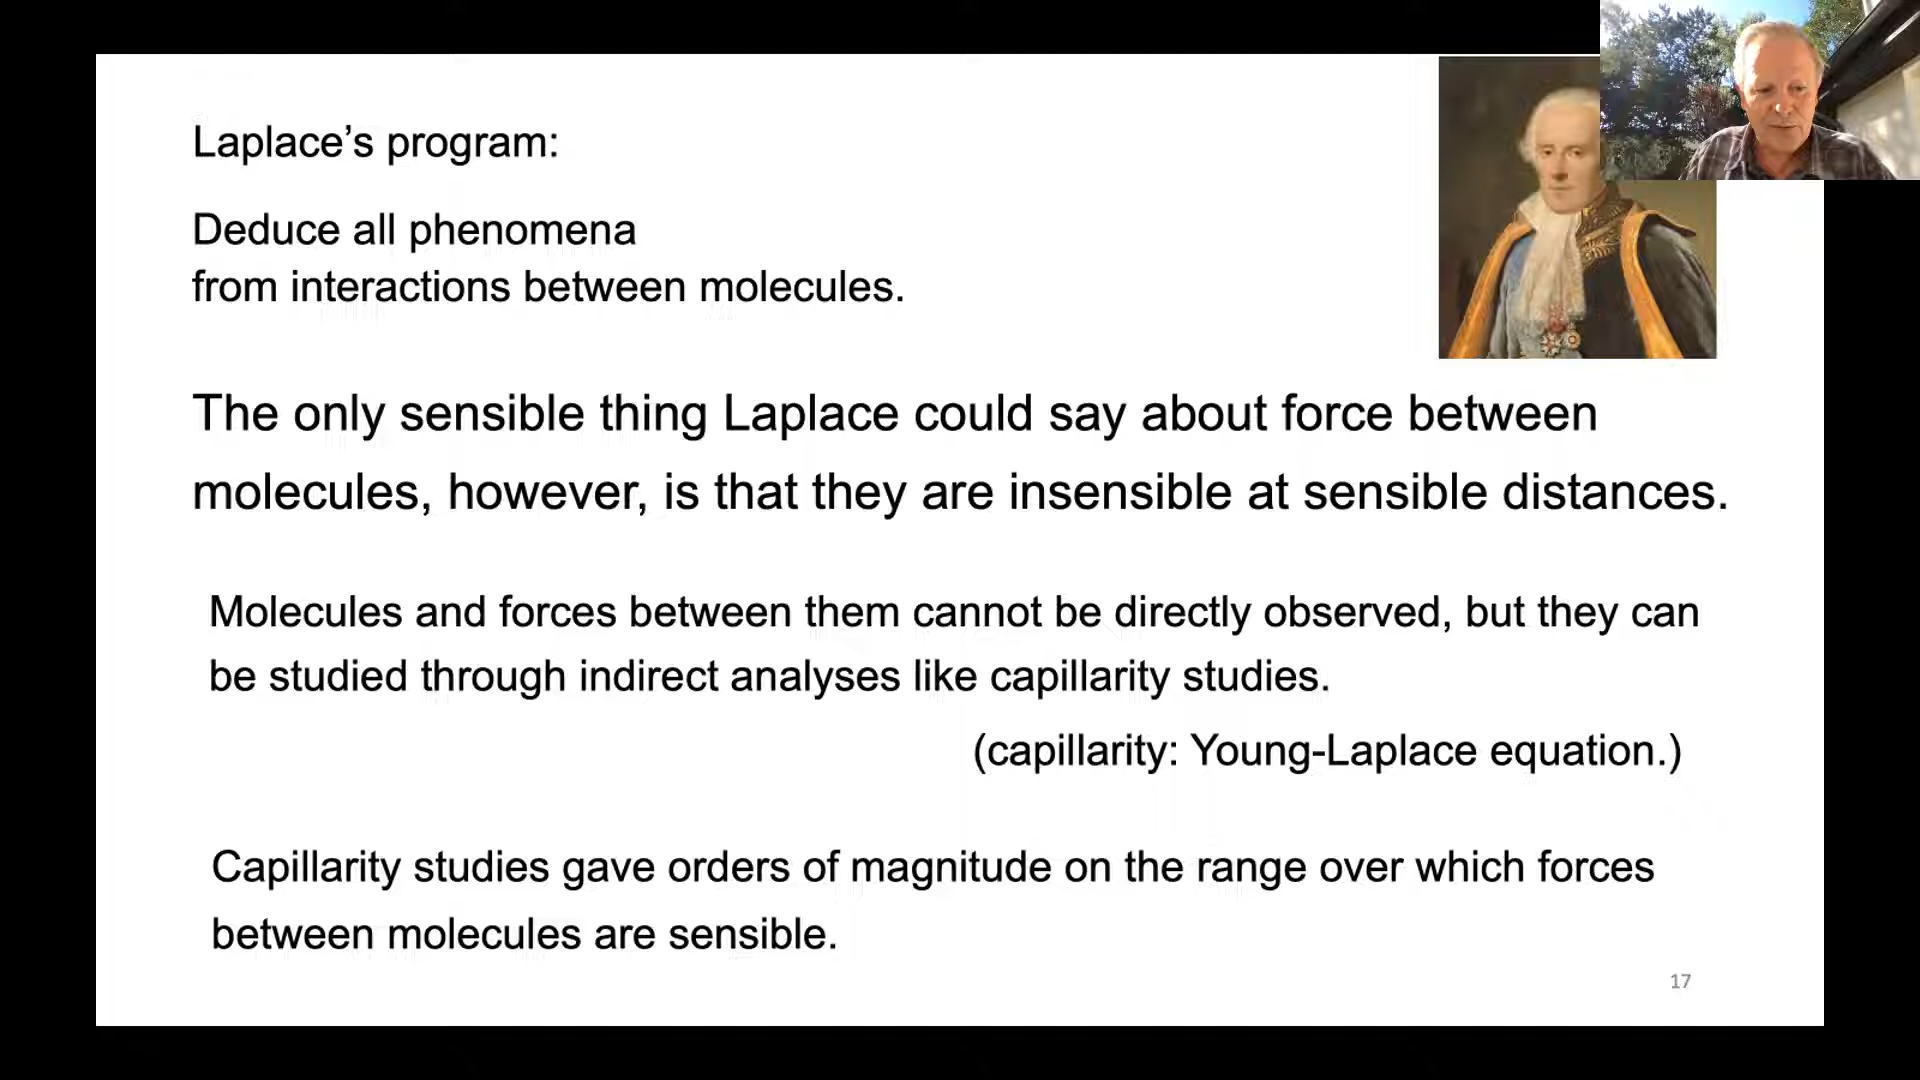 Laplace’s program:
Deduce all phenomena
from interactions between molecules.
The only sensible thing Laplace could say about force between
molecules, however, is that they are insensible at sensible distances.
Molecules and forces between them cannot be directly observed, but they can
be studied through indirect analyses like capillarity studies.
(capillarity: Young-Laplace equation.)
Capillarity studies gave orders of magnitude on the range over which forces
between molecules are sensible.
17